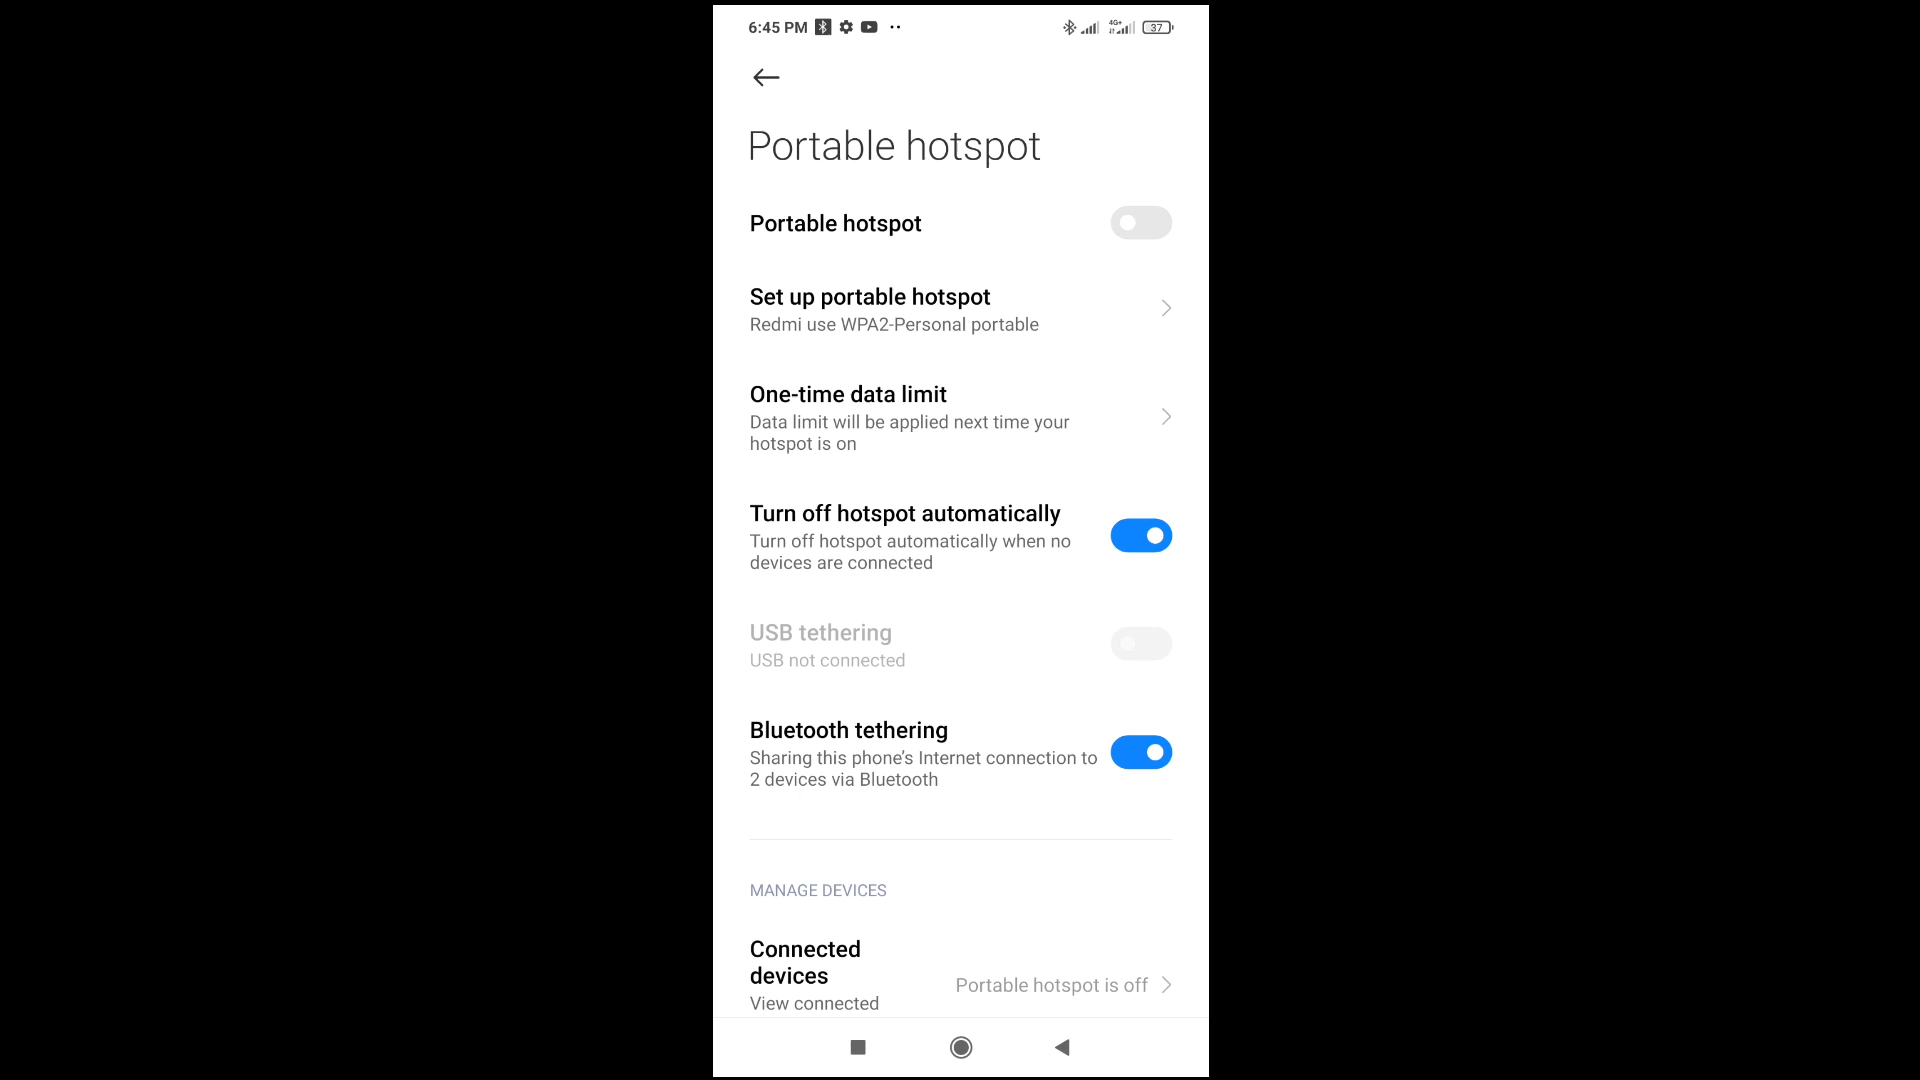 6:45 PM
4G+
37
Portable hotspot
Portable hotspot
Set up portable hotspot
Redmi use WPA2-Personal portable
One-time data limit
Data limit will be applied next time your
hotspot is on
Turn off hotspot automatically
Turn off hotspot automatically when no
devices are connected
USB tethering
USB not connected
Bluetooth tethering
Sharing this phone’s Internet connection to
2 devices via Bluetooth
MANAGE DEVICES
Connected
devices
View connected
Portable hotspot is off